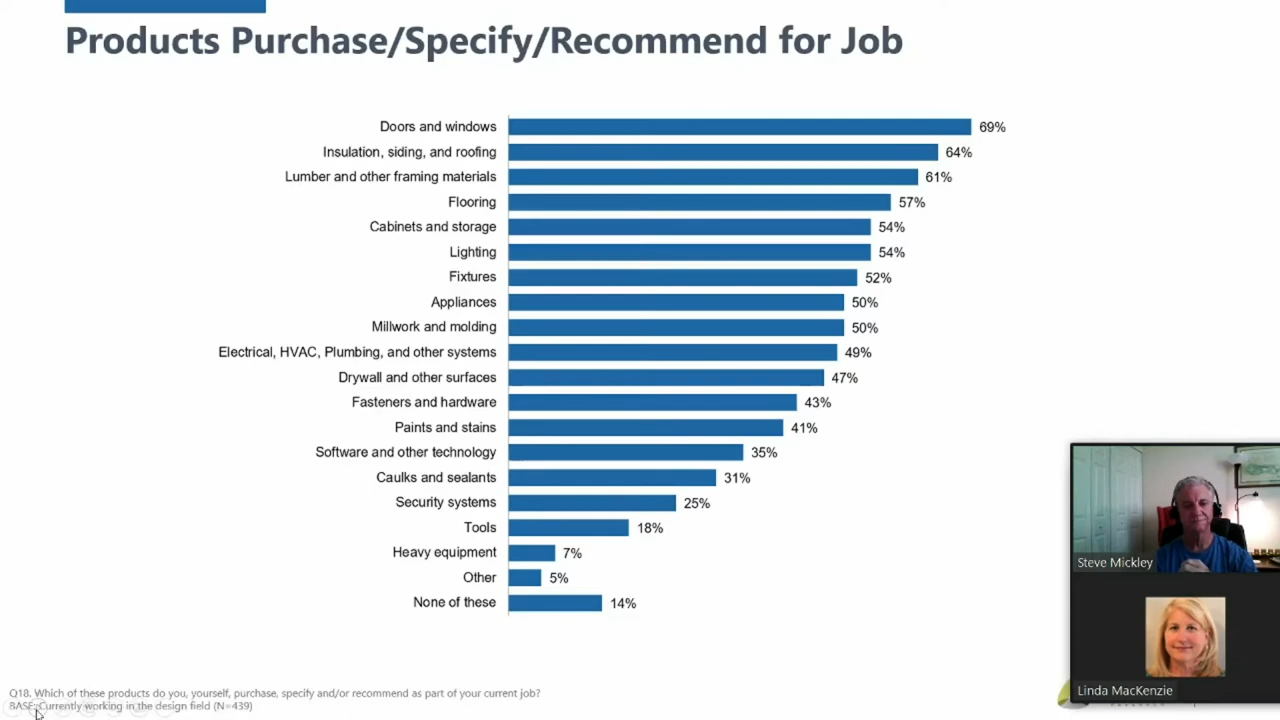 Products Purchase/Specify/Recommend for Job
Doors and windows 69%
Insulation, siding, and roofing 64%
Lumber and other framing materials 61%
Flooring 57%
Cabinets and storage 54%
Lighting 54%
Fixtures 52%
Appliances 50%
Millwork and molding 50%
Electrical, HVAC, Plumbing, and other systems 49%
Drywall and other surfaces 47%
Fasteners and hardware 43%
Paints and stains 41%
Software and other technology 35%
Caulks and sealants 31%
Security systems 25%
Tools 18%
Heavy equipment 7%
Other 5%
None of these 14%
Steve Mickley
Linda MacKenzie
Q18. Which of these products do you, yourself, purchase, specify and/or recommend as part of your current job?
BASE: Currently working in the design field (N=439)